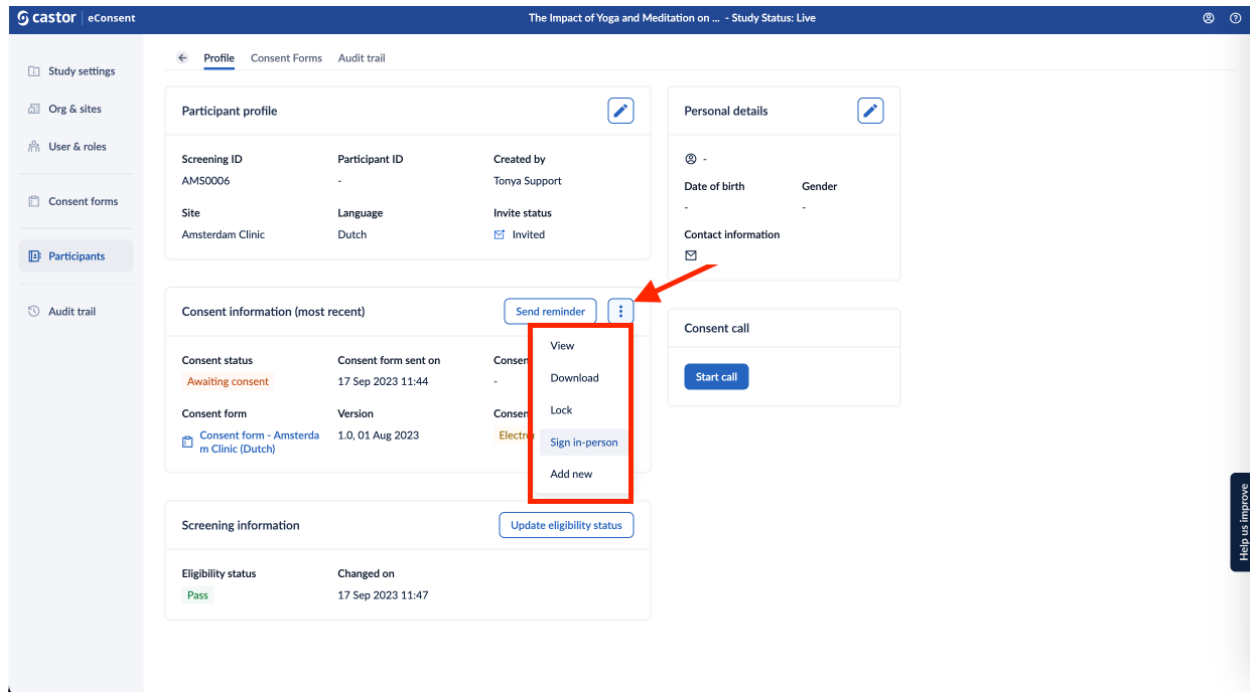 castor eConsent
The Impact of Yoga and Meditation on ... - Study Status: Live
Study settings
Org & sites
User & roles
Consent forms
Participants
Audit trail
Profile Consent Forms Audit trail
Participant profile
Screening ID Participant ID Created by
AMS0006 - Tonya Support
Site Language Invite status
Amsterdam Clinic Dutch Invited
Personal details
-
Date of birth Gender
- -
Contact information
Consent information (most recent) Send reminder
Consent status Consent form sent on Consen
Awaiting consent 17 Sep 2023 11:44 -
Consent form Version Consen
Consent form - Amsterda 1.0, 01 Aug 2023 Electro
m Clinic (Dutch)
View
Download
Lock
Sign in-person
Add new
Consent call
Start call
Screening information Update eligibility status
Eligibility status Changed on
Pass 17 Sep 2023 11:47
Help us improve